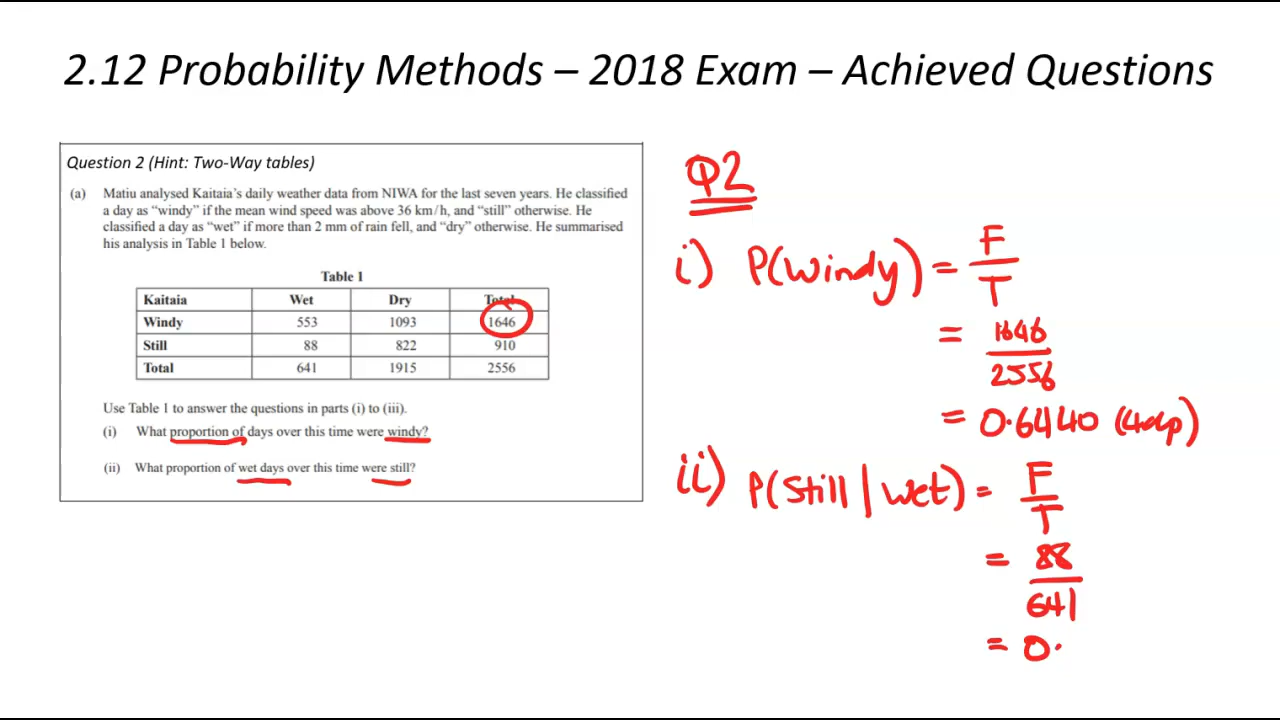 2.12 Probability Methods – 2018 Exam – Achieved Questions
Question 2 (Hint: Two-Way tables)
(a) Matiu analysed Kaitaia's daily weather data from NIWA for the last seven years. He classified
a day as "windy" if the mean wind speed was above 36 km/h, and "still" otherwise. He
classified a day as "wet" if more than 2 mm of rain fell, and "dry" otherwise. He summarised
his analysis in Table 1 below.
Table 1
Kaitaia Wet Dry Total
Windy 553 1093 1646
Still 88 822 910
Total 641 1915 2556
Use Table 1 to answer the questions in parts (i) to (iii).
(i) What proportion of days over this time were windy?
(ii) What proportion of wet days over this time were still?
Q2
i) P(Windy) = F/T
= 1646/2556
= 0.6440 (4dp)
ii) P(Still | Wet) = F/T
= 88/641
= 0.